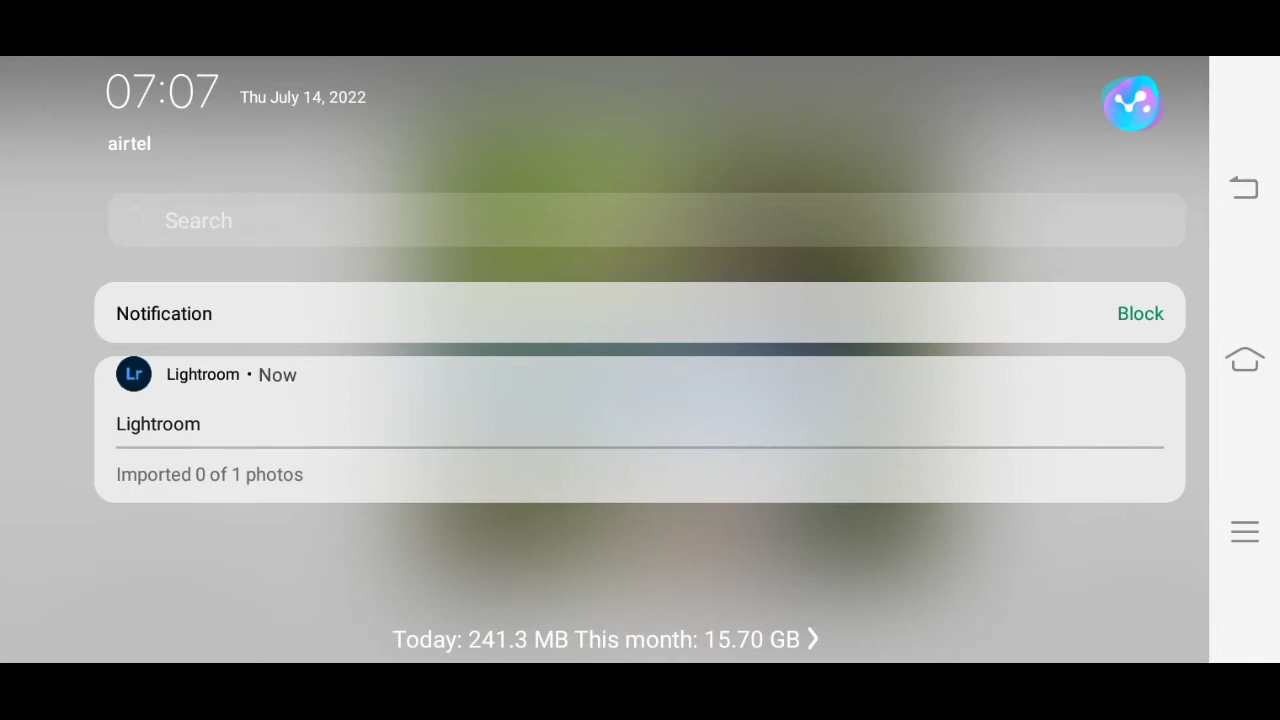 07:07 Thu July 14, 2022
airtel
Search
Notification Block
Lr Lightroom • Now
Lightroom
Imported 0 of 1 photos
Today: 241.3 MB This month: 15.70 GB